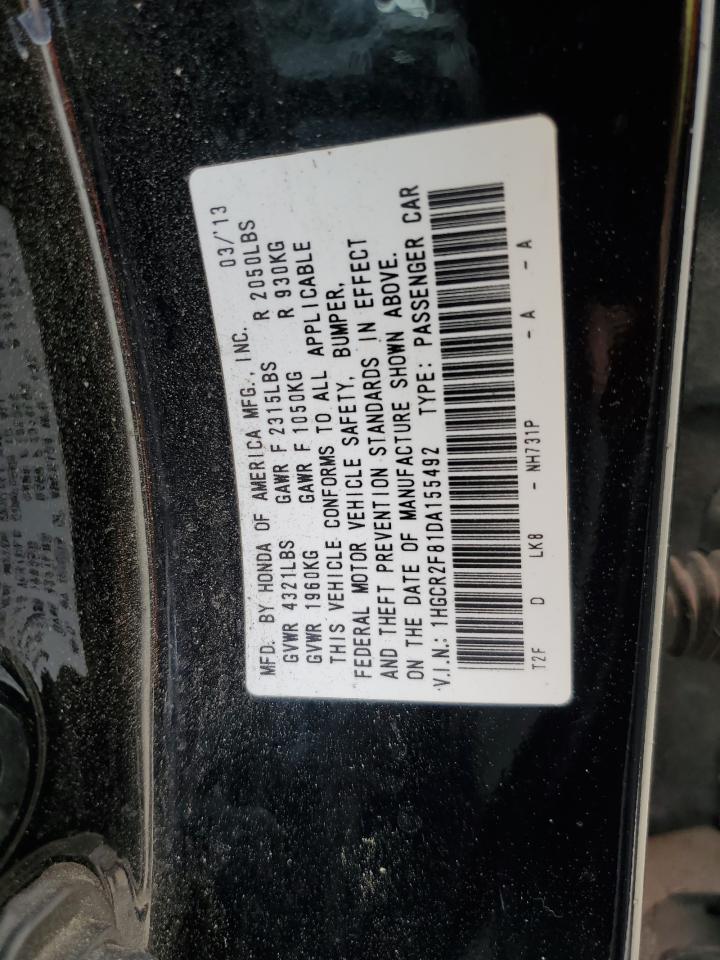 MFD. BY HONDA OF AMERICA MFG., INC. 03/'13
GVWR 4321LBS GAWR F 2315LBS R 2050LBS
GVWR 1960KG GAWR F 1050KG R 930KG
THIS VEHICLE CONFORMS TO ALL APPLICABLE
FEDERAL MOTOR VEHICLE SAFETY, BUMPER,
AND THEFT PREVENTION STANDARDS IN EFFECT
ON THE DATE OF MANUFACTURE SHOWN ABOVE.
V.I.N.: 1HGCR2F81DA155492 TYPE: PASSENGER CAR
T2F D LK8 - NH731P - A - A